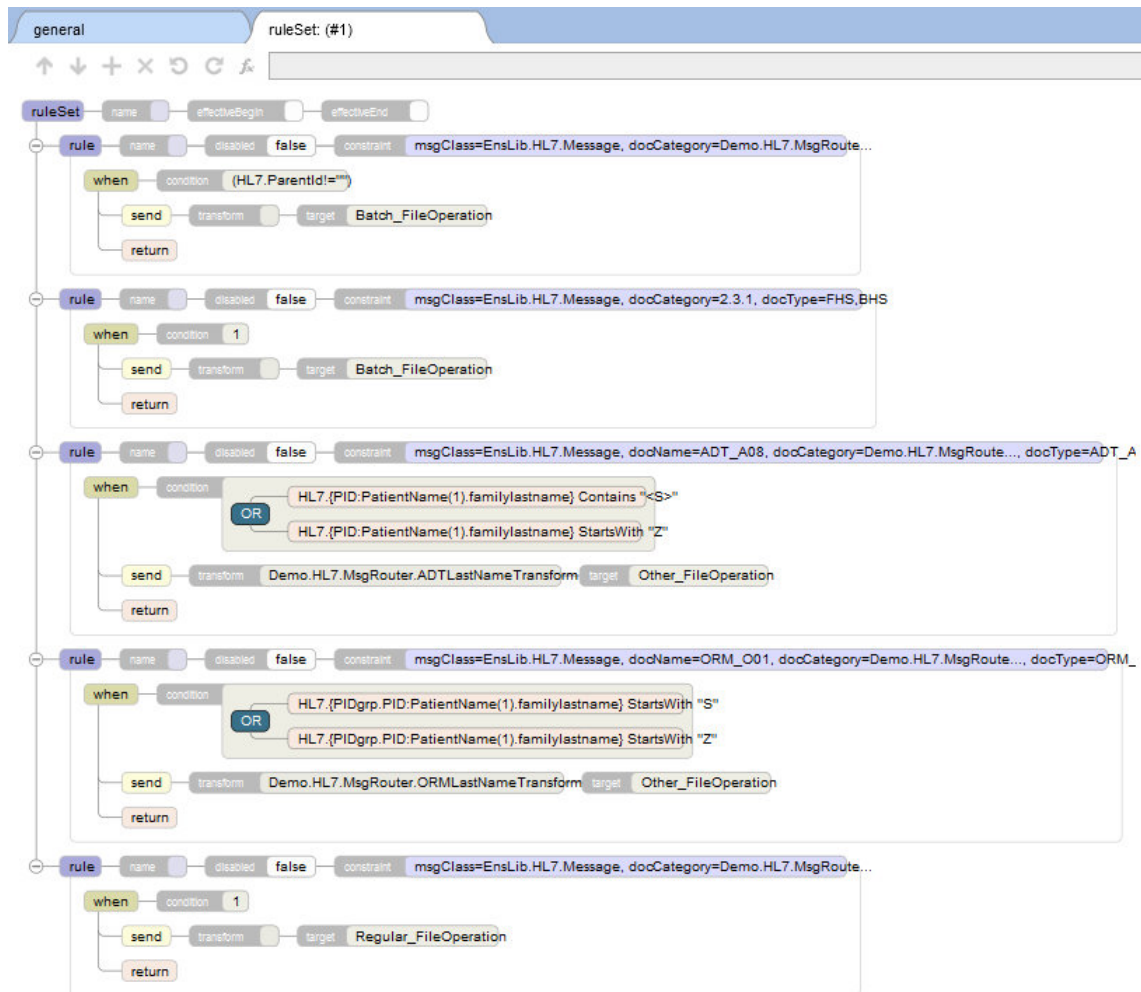 general ruleSet: (#1)
fx
ruleSet name effectiveBegin effectiveEnd
rule name disabled false constraint msgClass=EnsLib.HL7.Message, docCategory=Demo.HL7.MsgRoute...
when condition (HL7.ParentId!="")
send transform target Batch_FileOperation
return
rule name disabled false constraint msgClass=EnsLib.HL7.Message, docCategory=2.3.1, docType=FHS,BHS
when condition 1
send transform target Batch_FileOperation
return
rule name disabled false constraint msgClass=EnsLib.HL7.Message, docName=ADT_A08, docCategory=Demo.HL7.MsgRoute..., docType=ADT_A
when condition
HL7.{PID:PatientName(1).familylastname} Contains "<S>"
OR
HL7.{PID:PatientName(1).familylastname} StartsWith "Z"
send transform Demo.HL7.MsgRouter.ADTLastNameTransform target Other_FileOperation
return
rule name disabled false constraint msgClass=EnsLib.HL7.Message, docName=ORM_O01, docCategory=Demo.HL7.MsgRoute..., docType=ORM_
when condition
HL7.{PIDgrp.PID:PatientName(1).familylastname} StartsWith "S"
OR
HL7.{PIDgrp.PID:PatientName(1).familylastname} StartsWith "Z"
send transform Demo.HL7.MsgRouter.ORMLastNameTransform target Other_FileOperation
return
rule name disabled false constraint msgClass=EnsLib.HL7.Message, docCategory=Demo.HL7.MsgRoute...
when condition 1
send transform target Regular_FileOperation
return